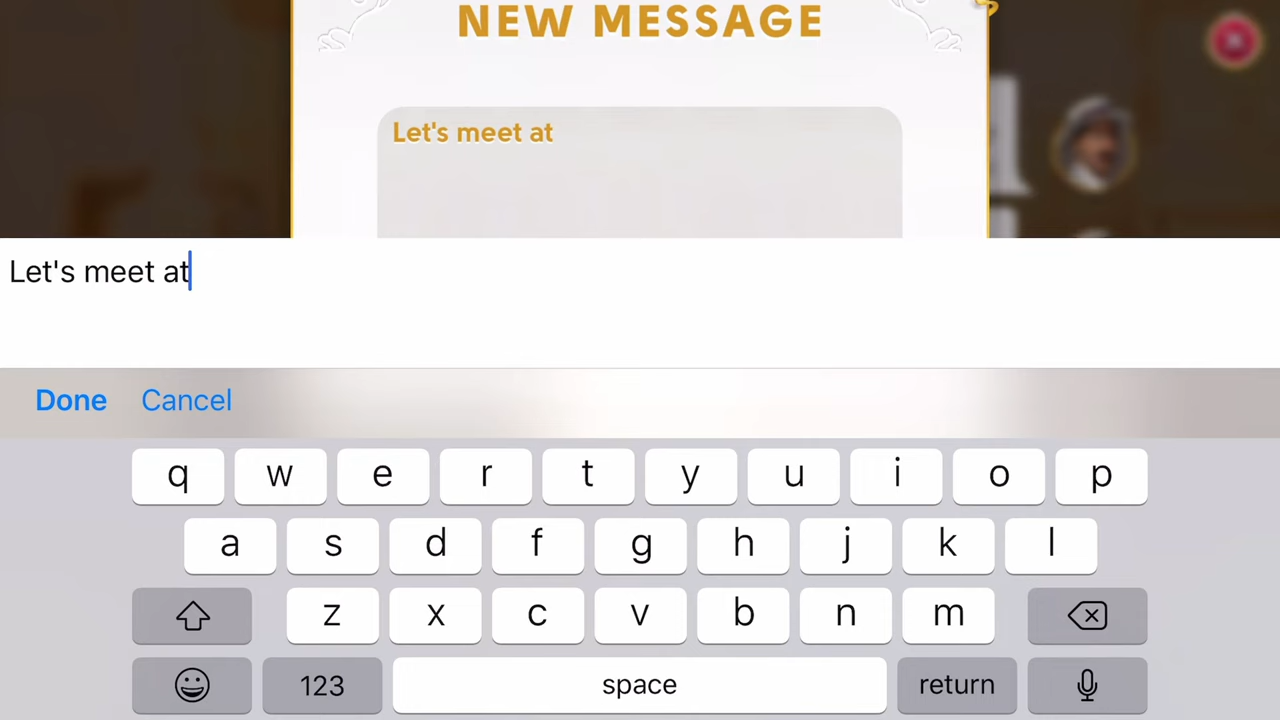 NEW MESSAGE
Let's meet at
Let's meet at
Done Cancel
q w e r t y u i o p
a s d f g h j k l
z x c v b n m
123 space return